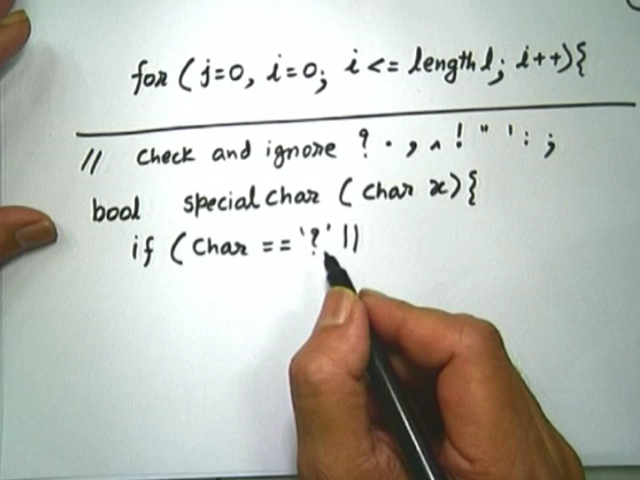 for (j=0, i=0; i <= length1; i++){
// Check and ignore ? . , ^ ! " ' : ;
bool specialchar (char x){
if (Char == '?' ||